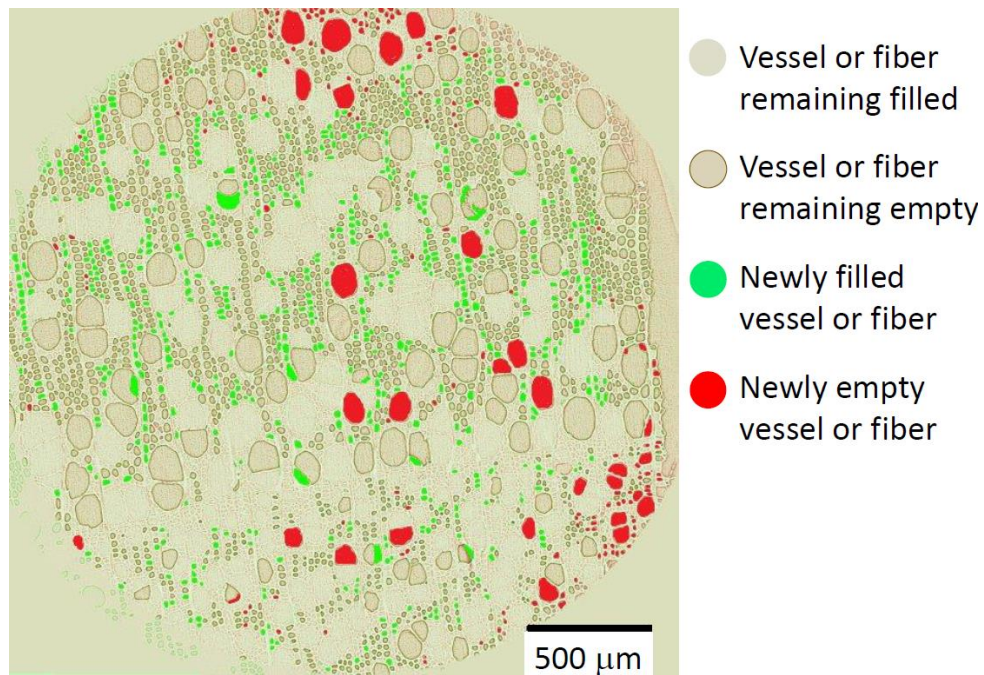 Vessel or fiber
remaining filled
Vessel or fiber
remaining empty
Newly filled
vessel or fiber
Newly empty
vessel or fiber
500 μm